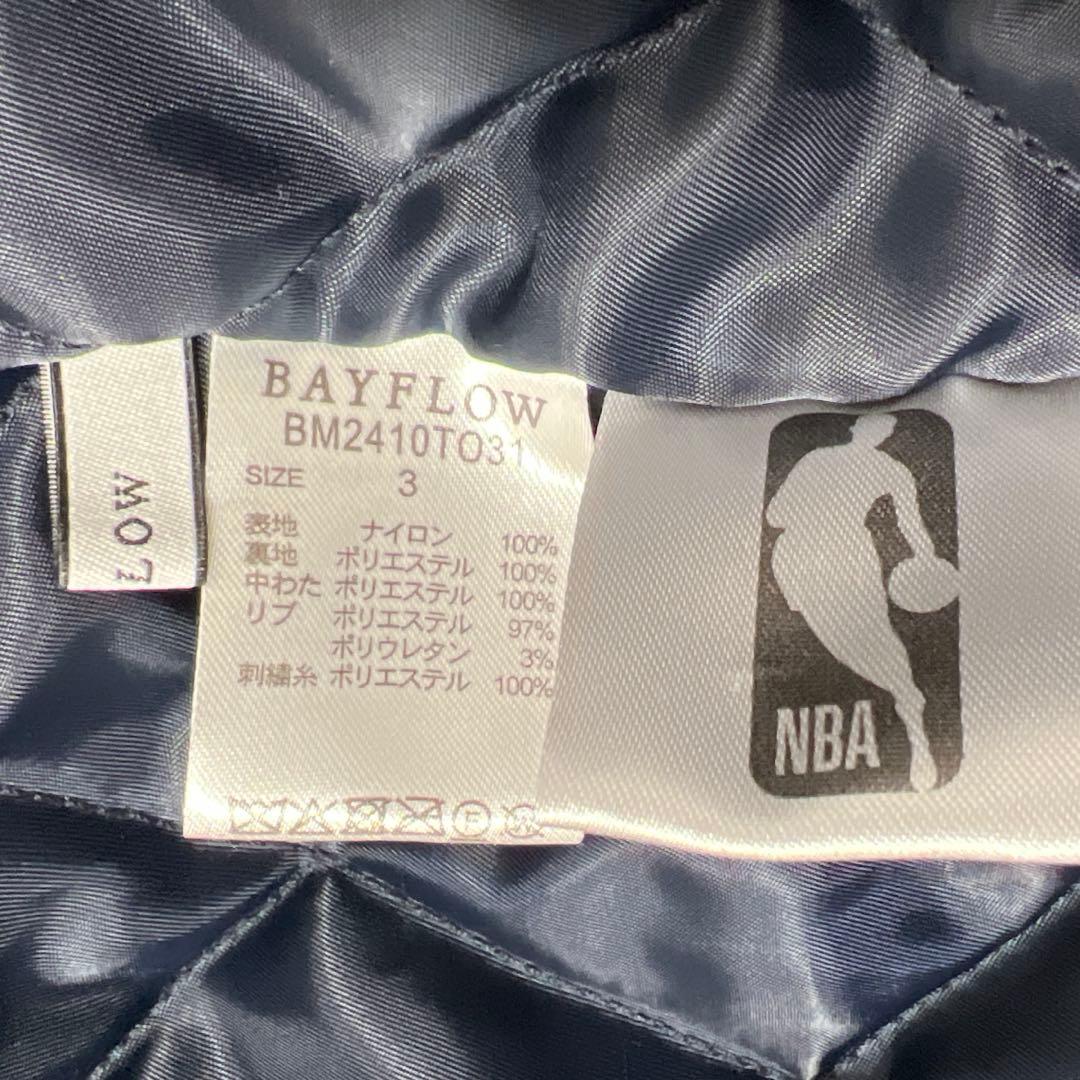 LOW
BAYFLOW
BM2410TO31
SIZE 3
表地 ナイロン 100%
裏地 ポリエステル 100%
中わた ポリエステル 100%
リブ ポリエステル 97%
ポリウレタン 3%
刺繍糸 ポリエステル 100%
F
NBA